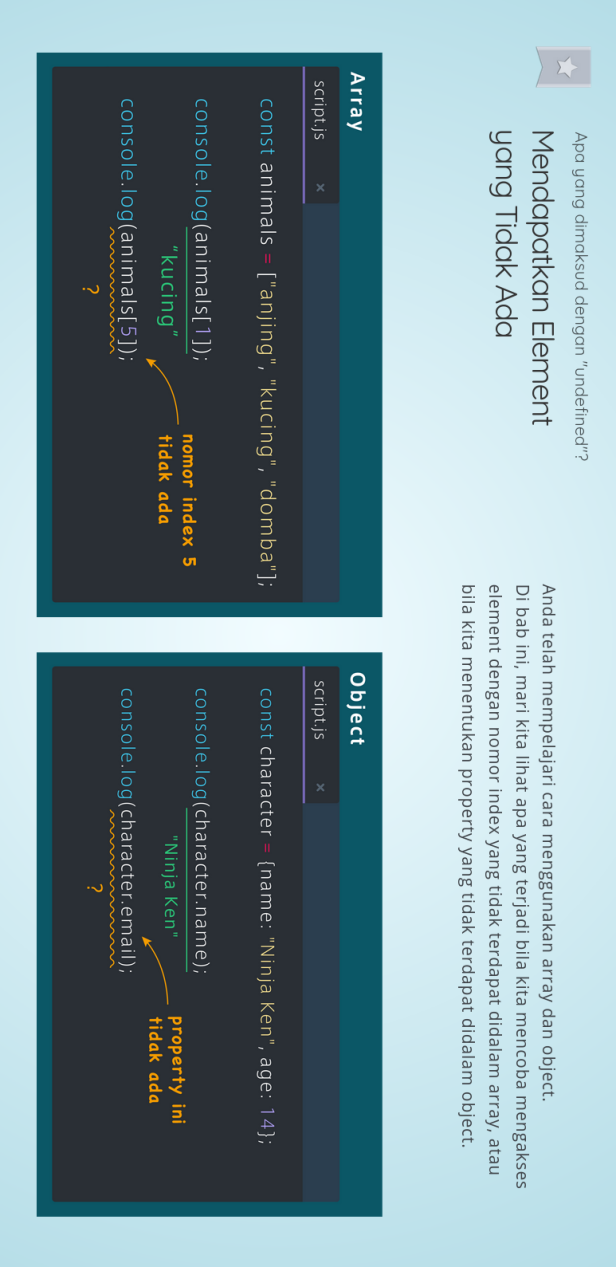 Apa yang dimaksud dengan "undefined"?
Mendapatkan Element
yang Tidak Ada
Anda telah mempelajari cara menggunakan array dan object.
Di bab ini, mari kita lihat apa yang terjadi bila kita mencoba mengakses
element dengan nomor index yang tidak terdapat didalam array, atau
bila kita menentukan property yang tidak terdapat didalam object.
Array
script.js ×
const animals = ["anjing", "kucing", "domba"];
console.log(animals[1]);
"kucing"
console.log(animals[5]);
?
nomor index 5
tidak ada
Object
script.js ×
const character = {name: "Ninja Ken", age: 14};
console.log(character.name);
"Ninja Ken"
console.log(character.email);
?
property ini
tidak ada